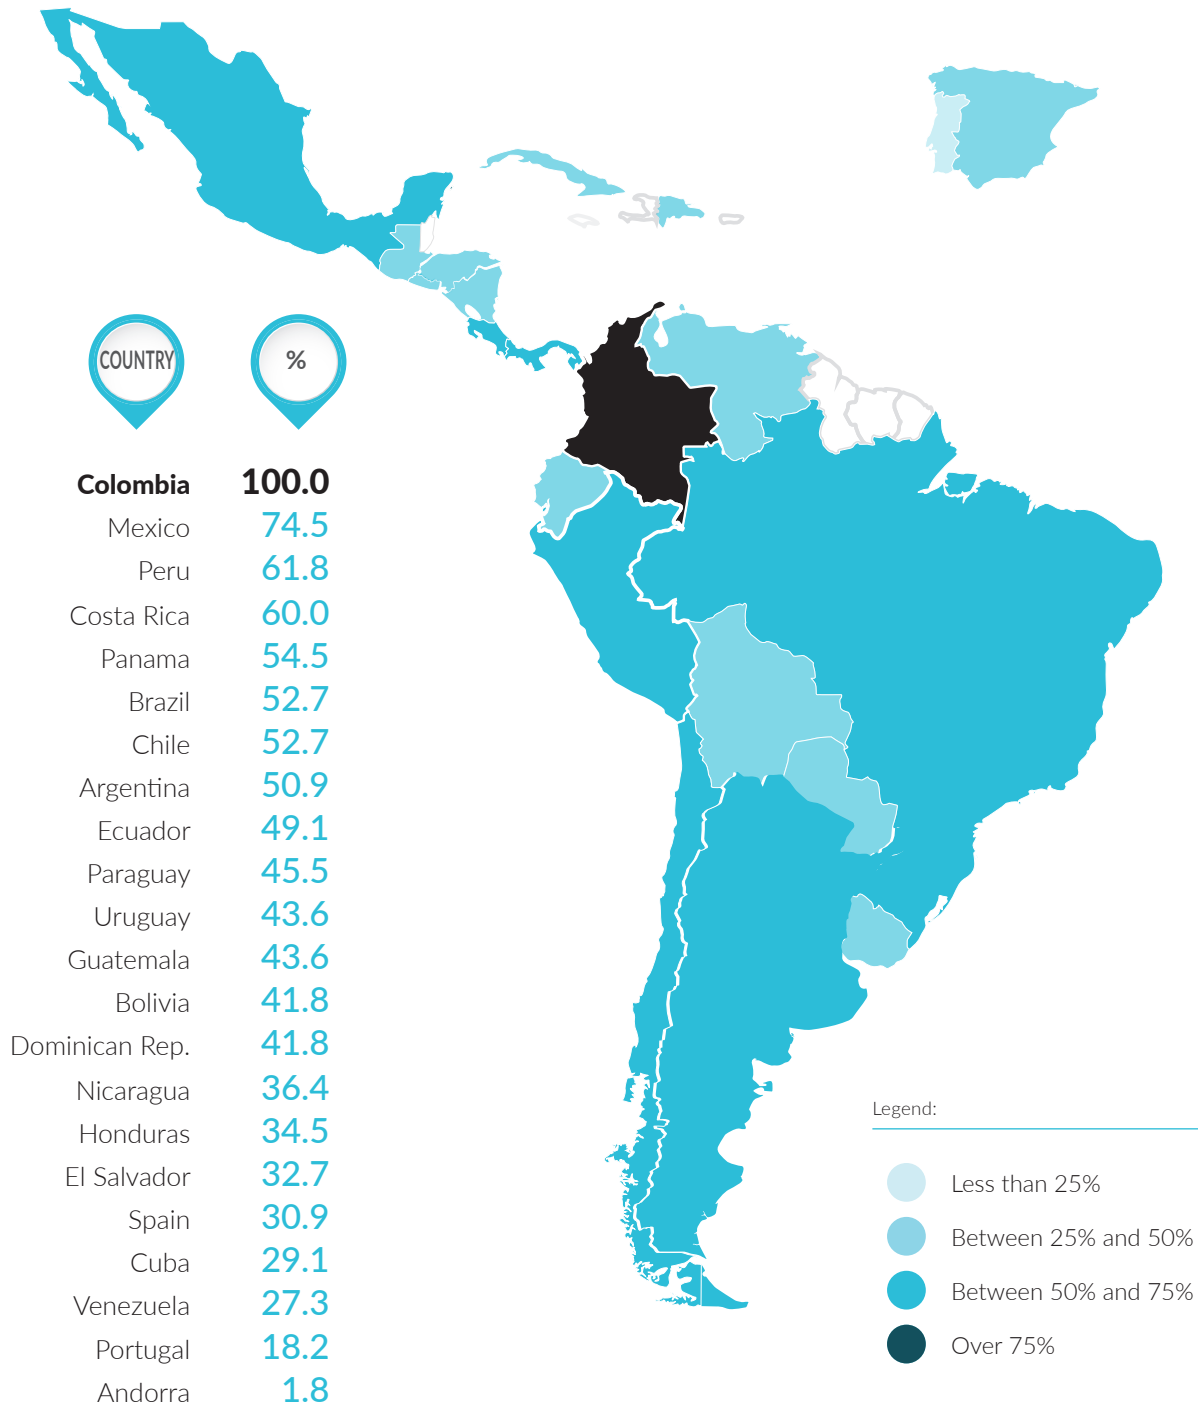 COUNTRY %
Colombia 100.0
Mexico 74.5
Peru 61.8
Costa Rica 60.0
Panama 54.5
Brazil 52.7
Chile 52.7
Argentina 50.9
Ecuador 49.1
Paraguay 45.5
Uruguay 43.6
Guatemala 43.6
Bolivia 41.8
Dominican Rep. 41.8
Nicaragua 36.4
Honduras 34.5
El Salvador 32.7
Spain 30.9
Cuba 29.1
Venezuela 27.3
Portugal 18.2
Andorra 1.8
Legend:
Less than 25%
Between 25% and 50%
Between 50% and 75%
Over 75%